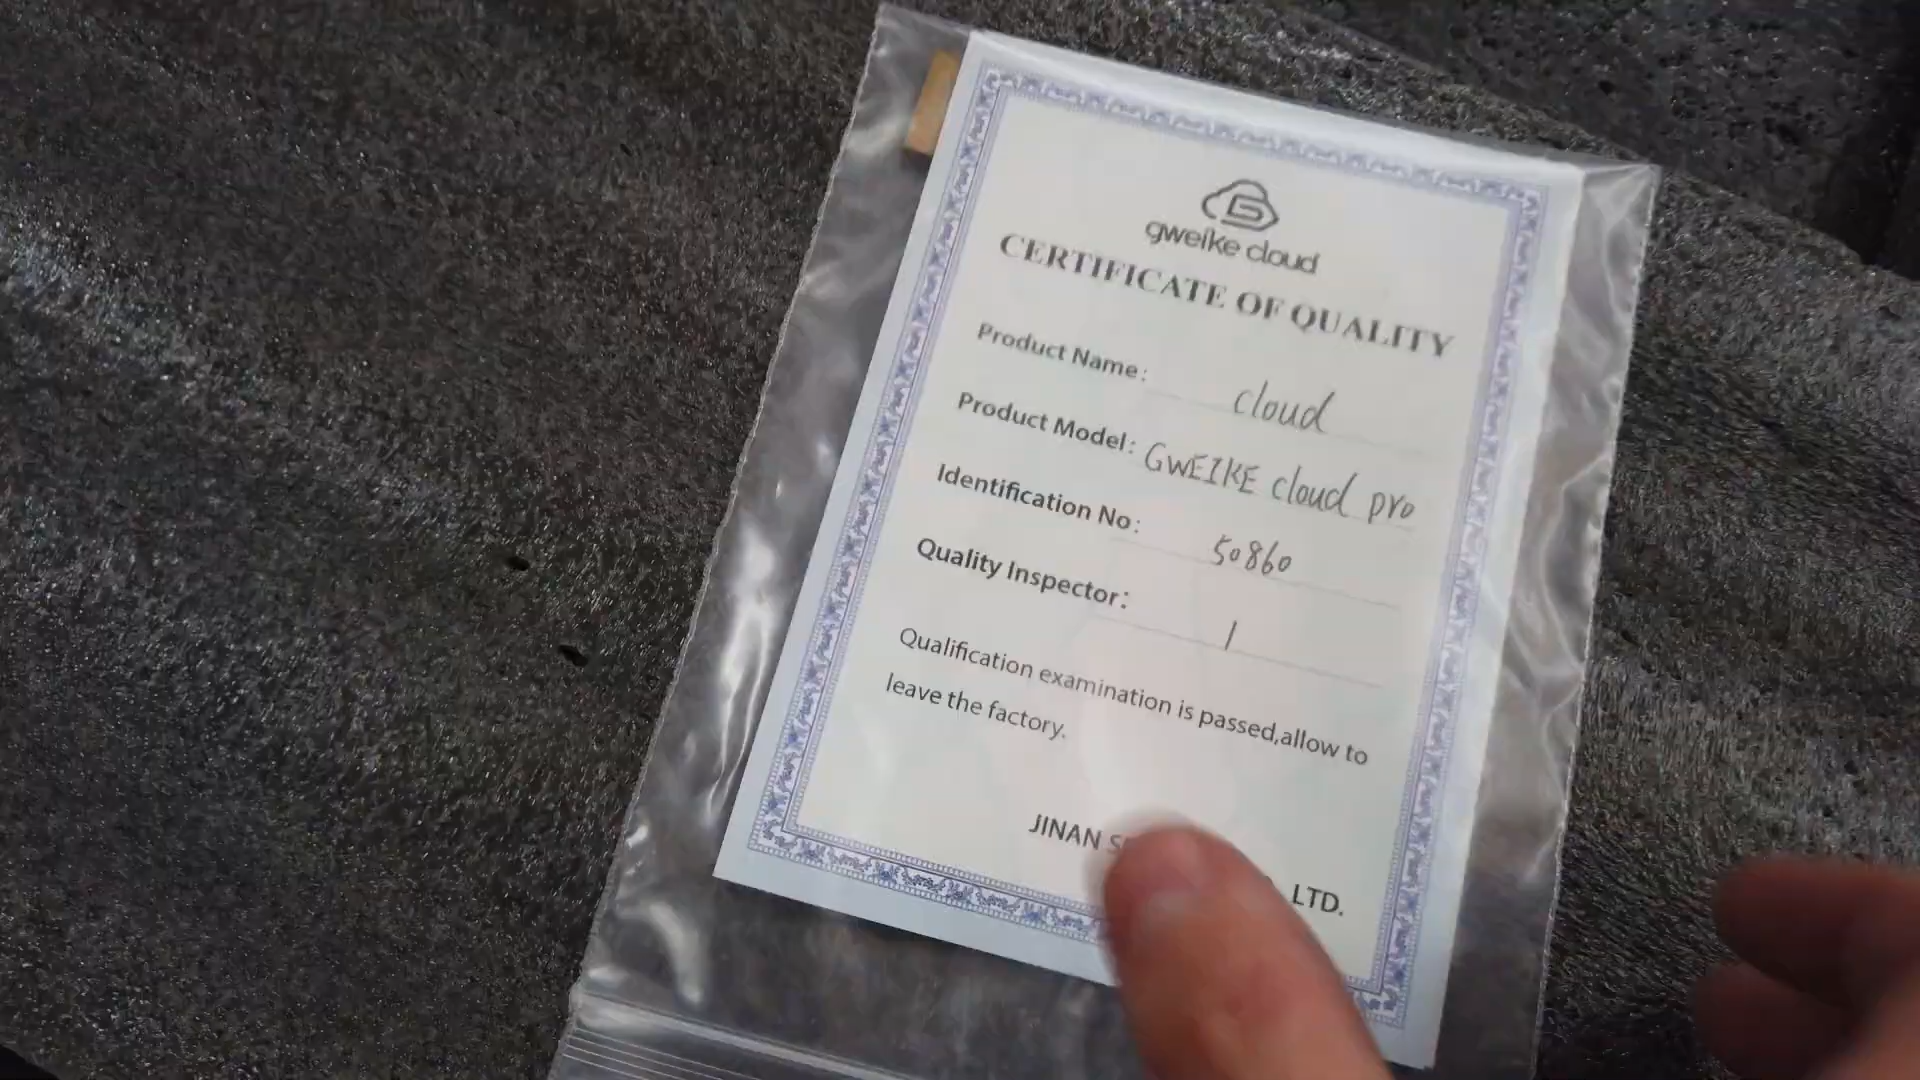 gweike cloud
CERTIFICATE OF QUALITY
Product Name: cloud
Product Model: GWEIKE cloud pro
Identification No: 50860
Quality Inspector: 1
Qualification examination is passed,allow to
leave the factory.
JINAN LTD.